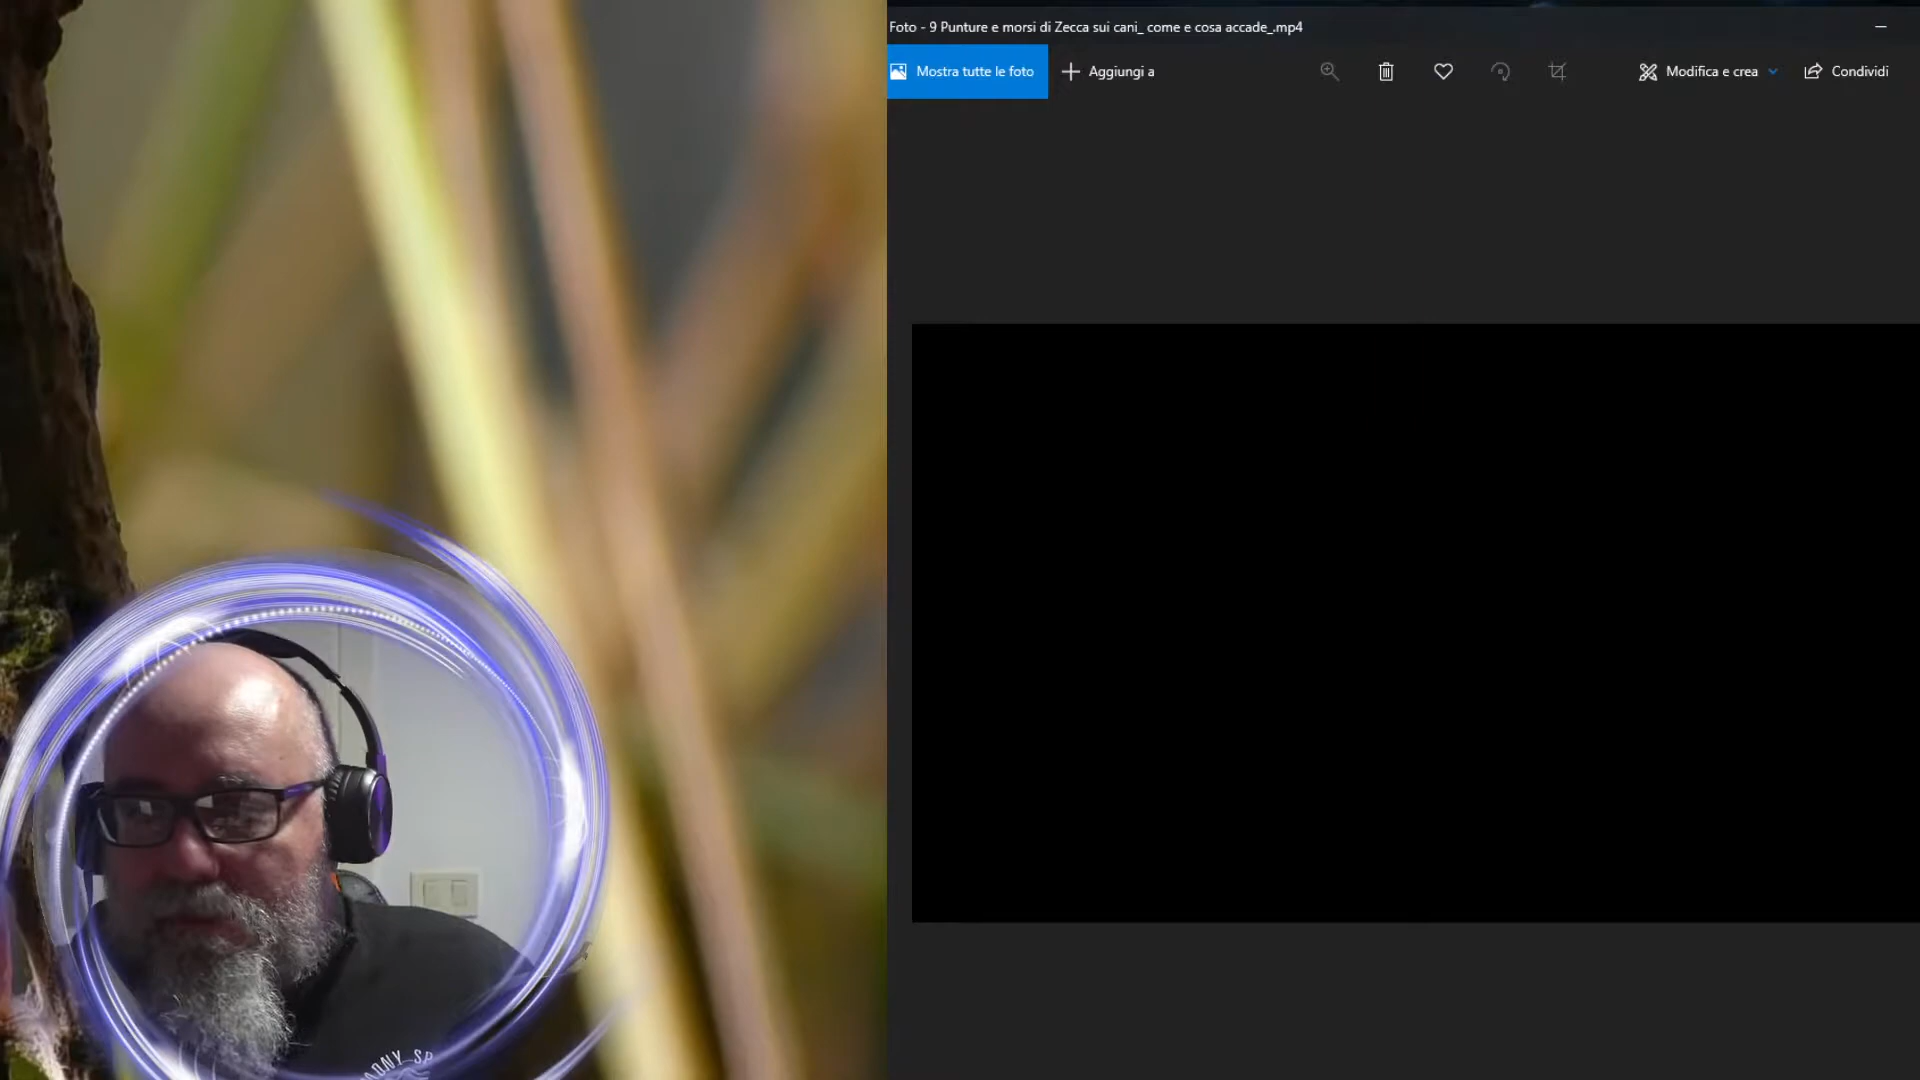 Foto - 9 Punture e morsi di Zecca sui cani_ come e cosa accade_.mp4
Mostra tutte le foto
Aggiungi a
Modifica e crea
Condividi